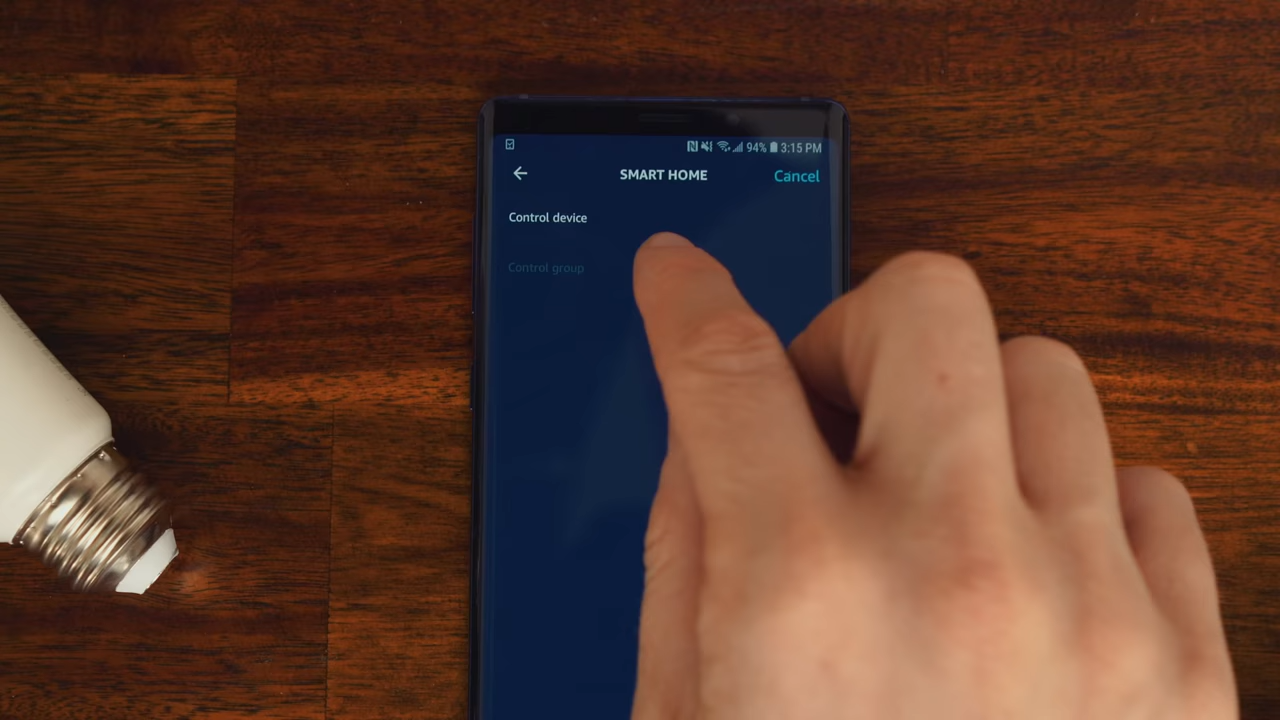 94% 3:15 PM
SMART HOME
Cancel
Control device
Control group